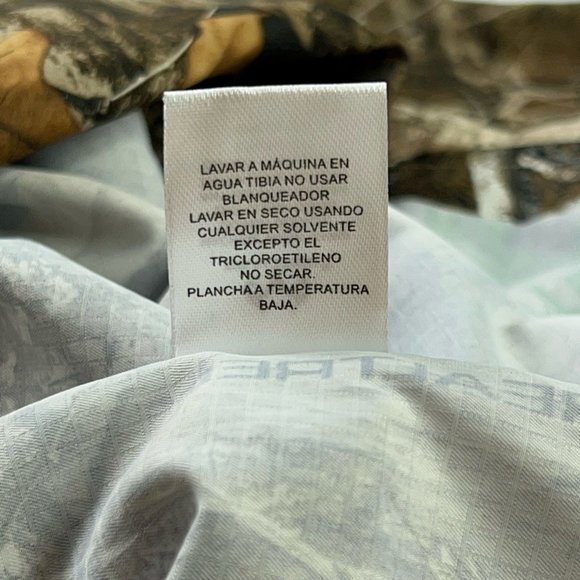 LAVAR A MÁQUINA EN
AGUA TIBIA NO USAR
BLANQUEADOR
LAVAR EN SECO USANDO
CUALQUIER SOLVENTE
EXCEPTO EL
TRICLOROETILENO
NO SECAR.
PLANCHA A TEMPERATURA
BAJA.